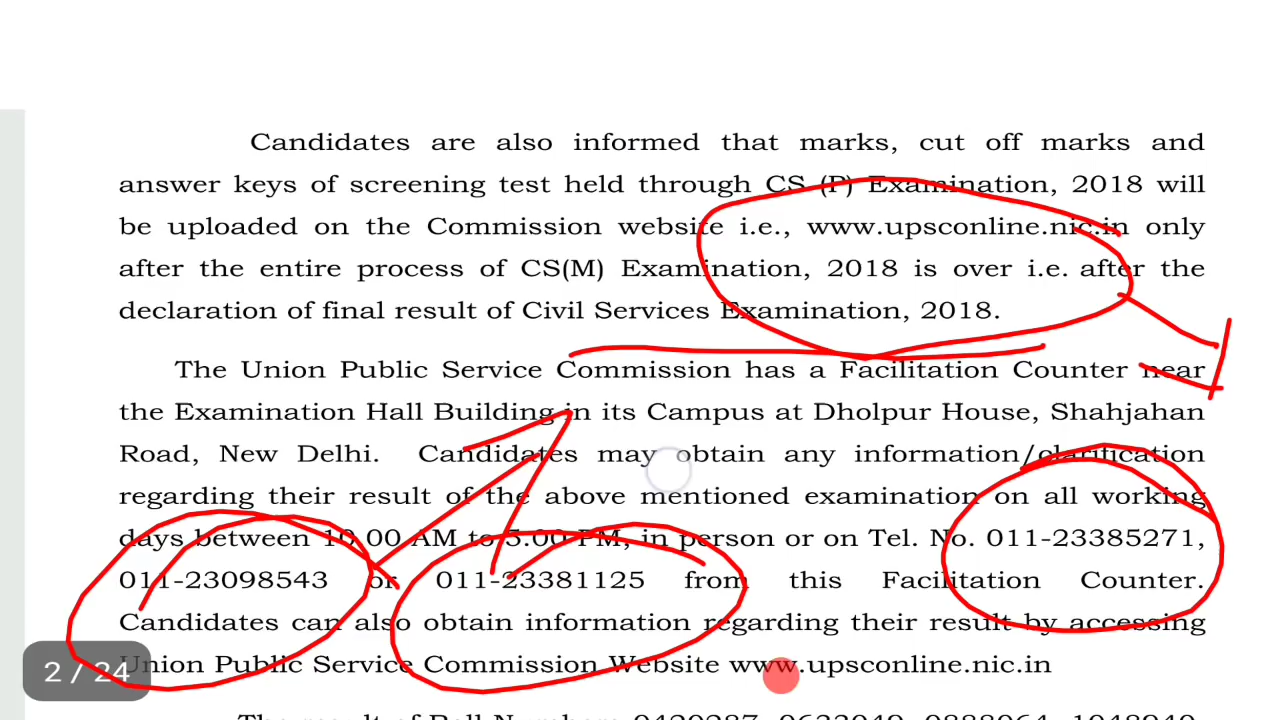 Candidates are also informed that marks, cut off marks and
answer keys of screening test held through CS (P) Examination, 2018 will
be uploaded on the Commission website i.e., www.upsconline.nic.in only
after the entire process of CS(M) Examination, 2018 is over i.e. after the
declaration of final result of Civil Services Examination, 2018.
The Union Public Service Commission has a Facilitation Counter near
the Examination Hall Building in its Campus at Dholpur House, Shahjahan
Road, New Delhi. Candidates may obtain any information/clarification
regarding their result of the above mentioned examination on all working
days between 10.00 AM to 5.00 PM, in person or on Tel. No. 011-23385271,
011-23098543 or 011-23381125 from this Facilitation Counter.
Candidates can also obtain information regarding their result by accessing
Union Public Service Commission Website www.upsconline.nic.in
2 / 24
The result of Roll Numbers